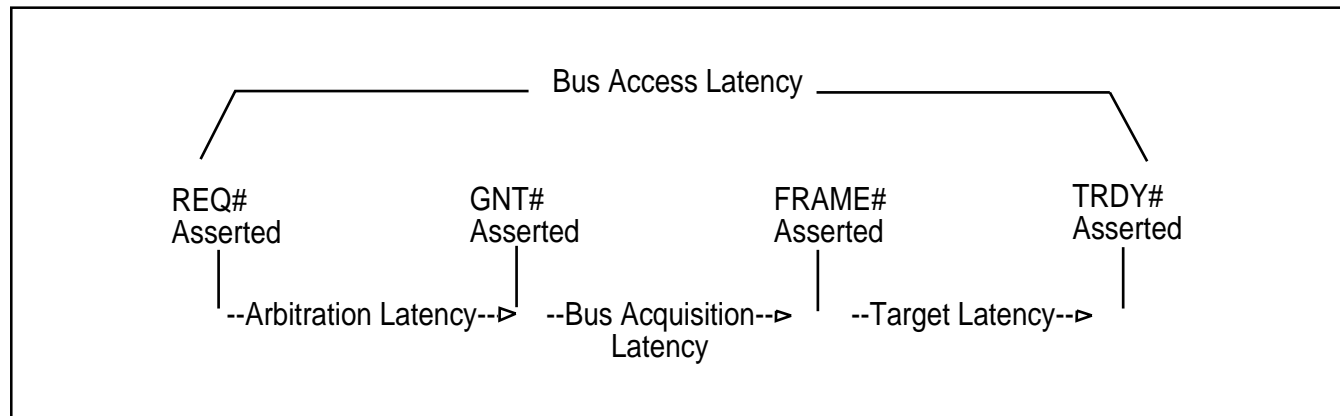 Bus Access Latency
REQ#
Asserted
GNT#
Asserted
FRAME#
Asserted
TRDY#
Asserted
--Arbitration Latency--
--Bus Acquisition--
Latency
--Target Latency--